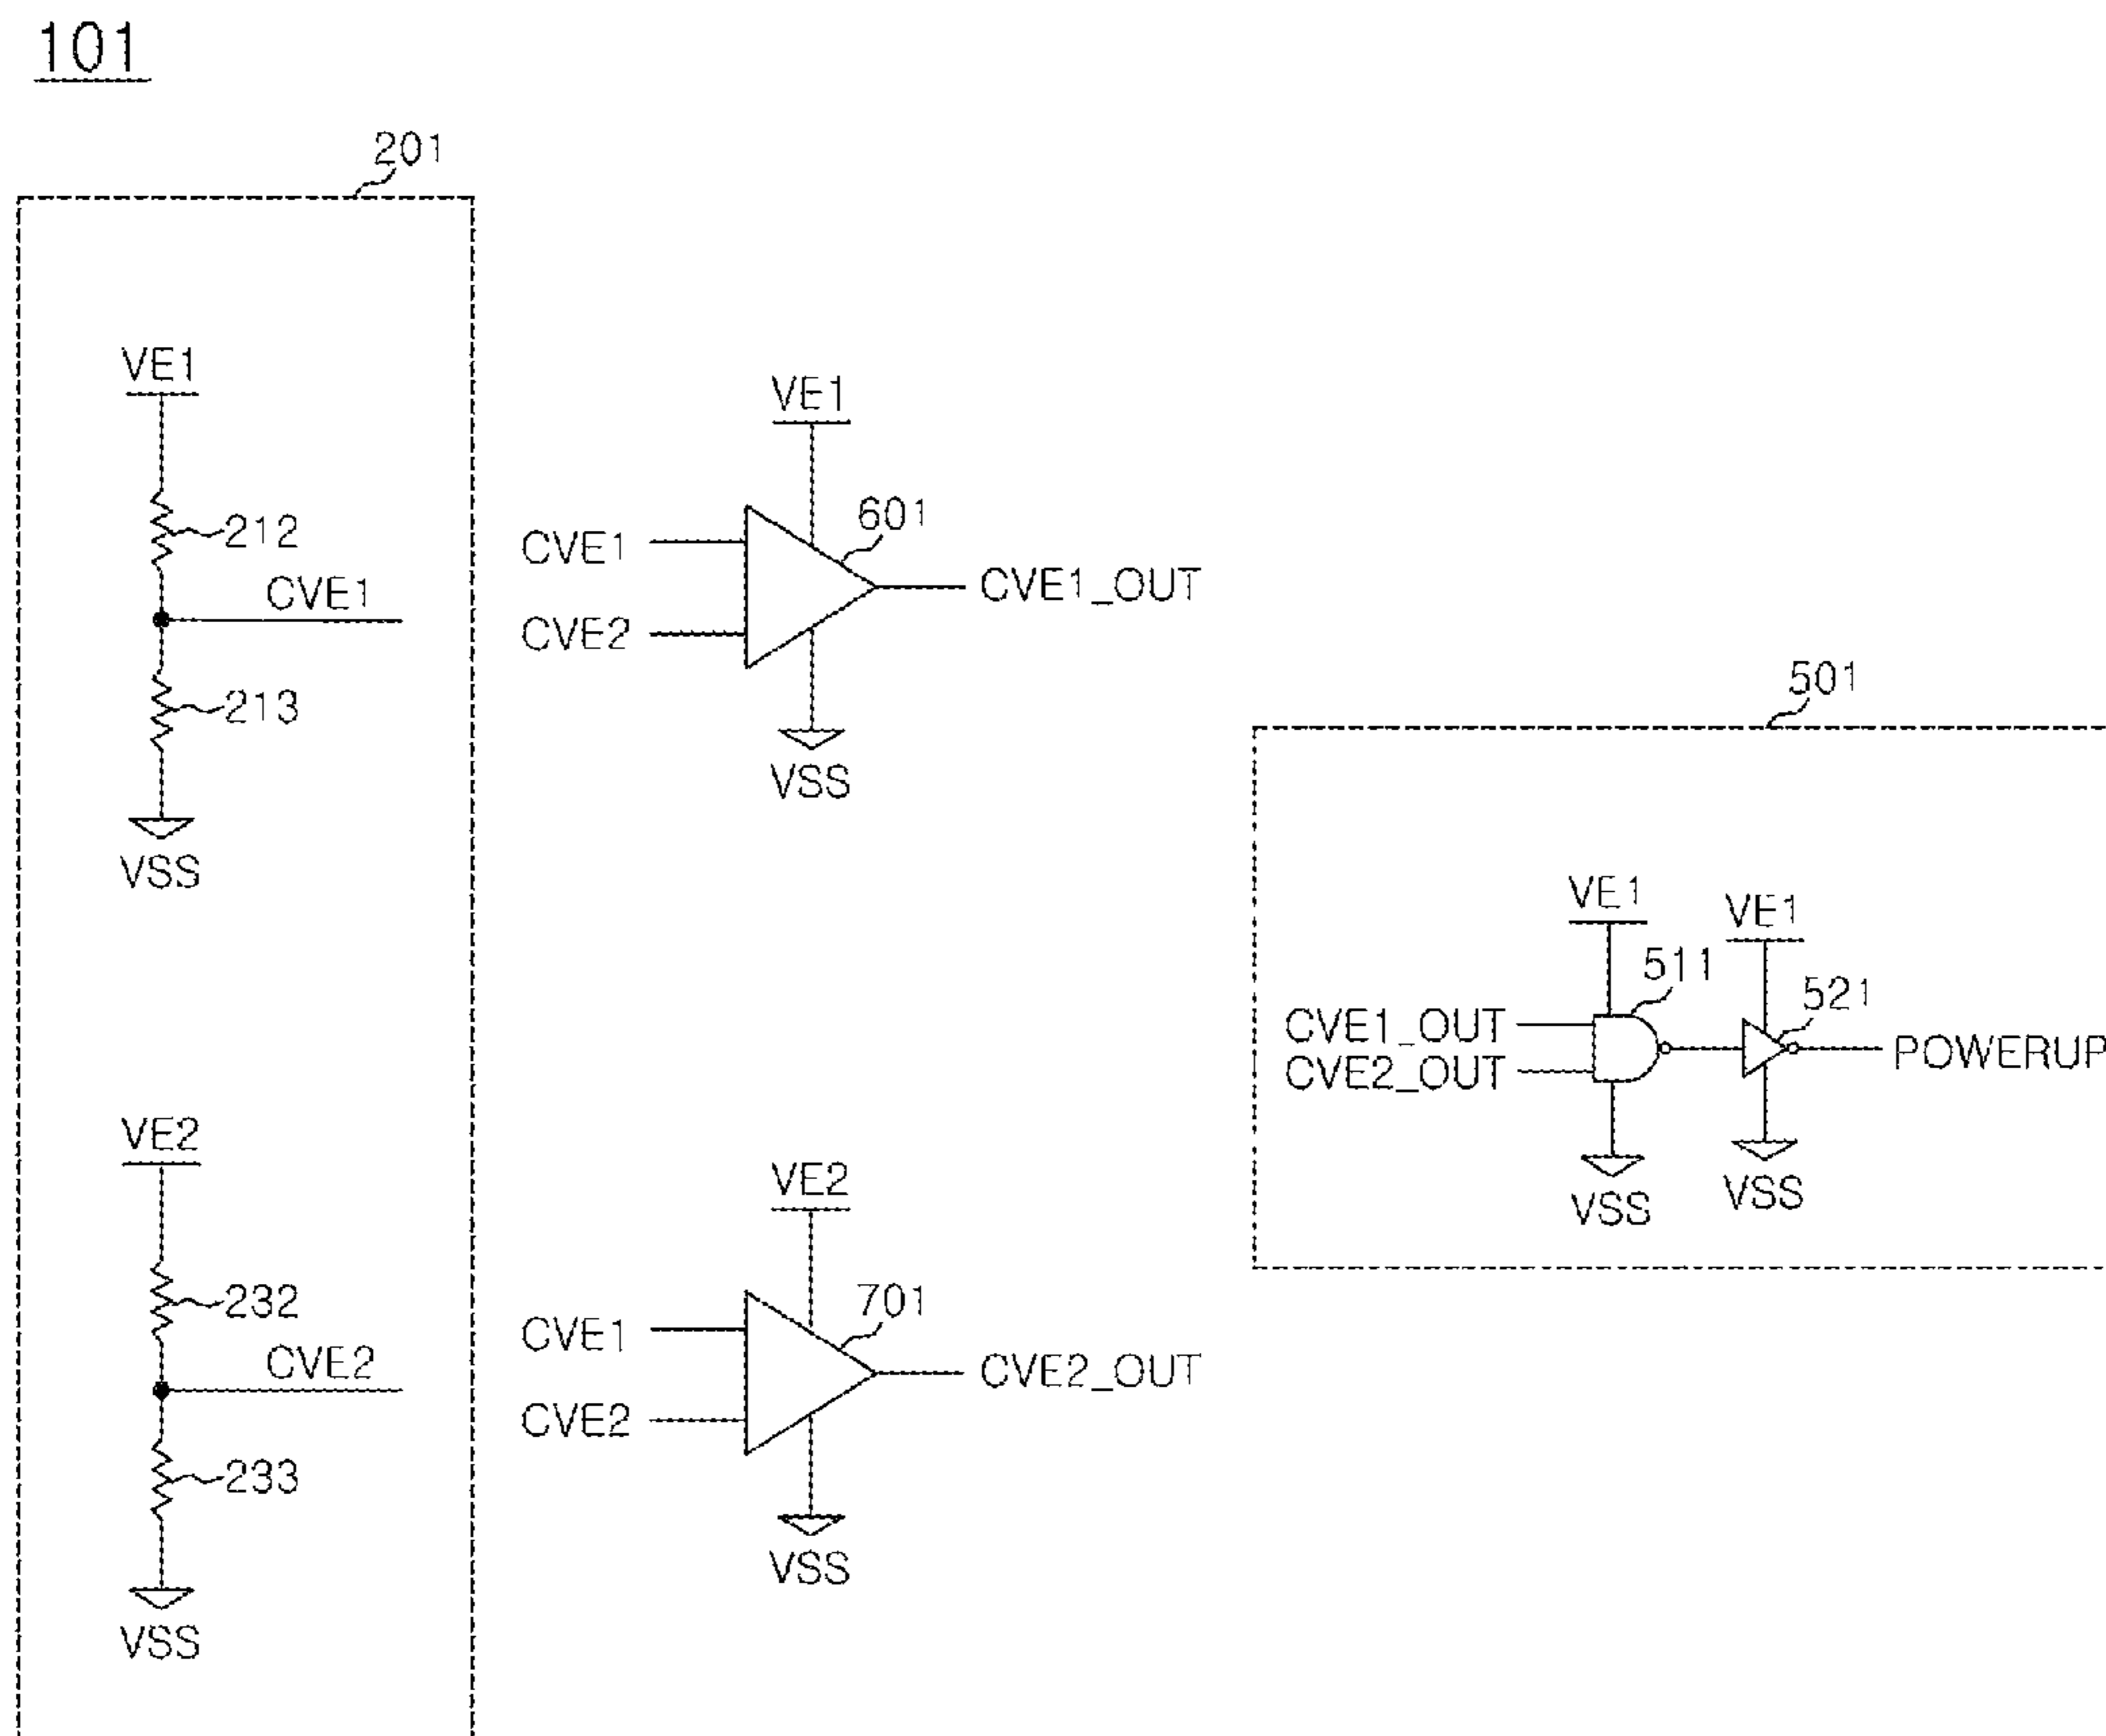 101
201
VE1
212
CVE1
213
VSS
VE2
232
CVE2
233
VSS
VE1
601
CVE1
CVE2
CVE1_OUT
VSS
VE2
701
CVE1
CVE2
CVE2_OUT
VSS
501
VE1
VE1
511
521
CVE1_OUT
CVE2_OUT
POWERUP
VSS
VSS